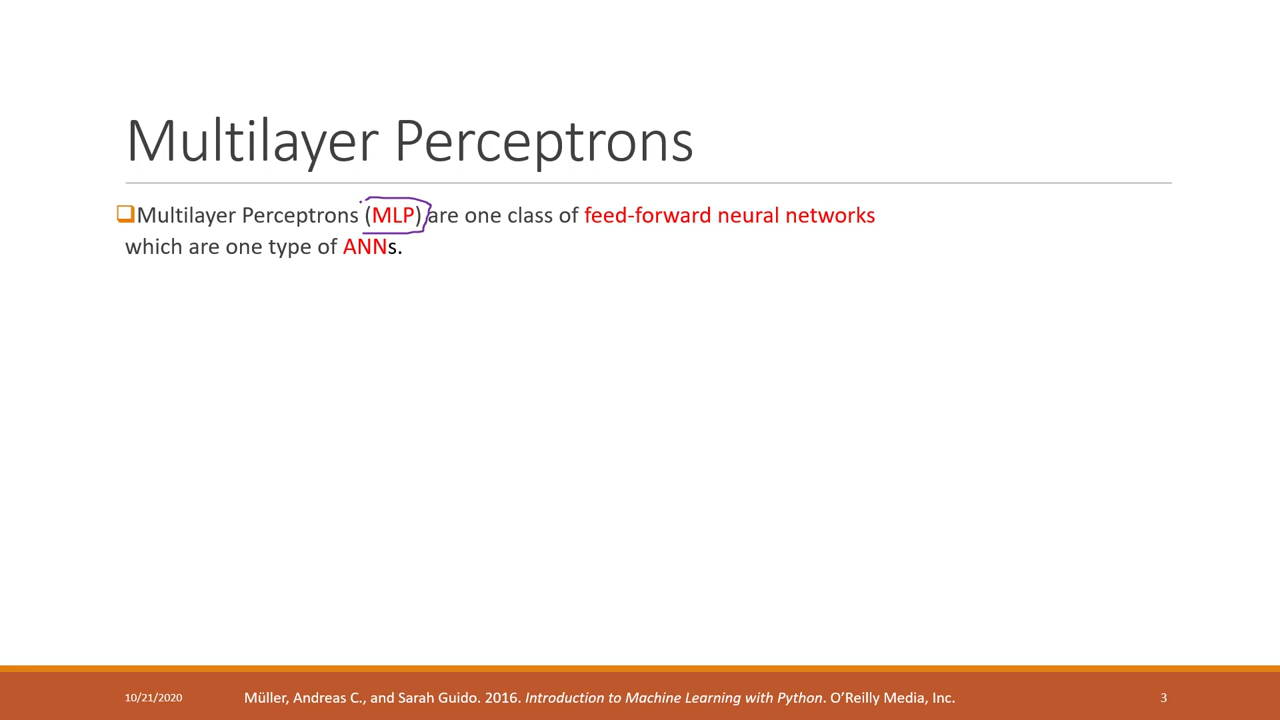 Multilayer Perceptrons
❑Multilayer Perceptrons (MLP) are one class of feed-forward neural networks
which are one type of ANNs.
10/21/2020 Müller, Andreas C., and Sarah Guido. 2016. Introduction to Machine Learning with Python. O’Reilly Media, Inc. 3